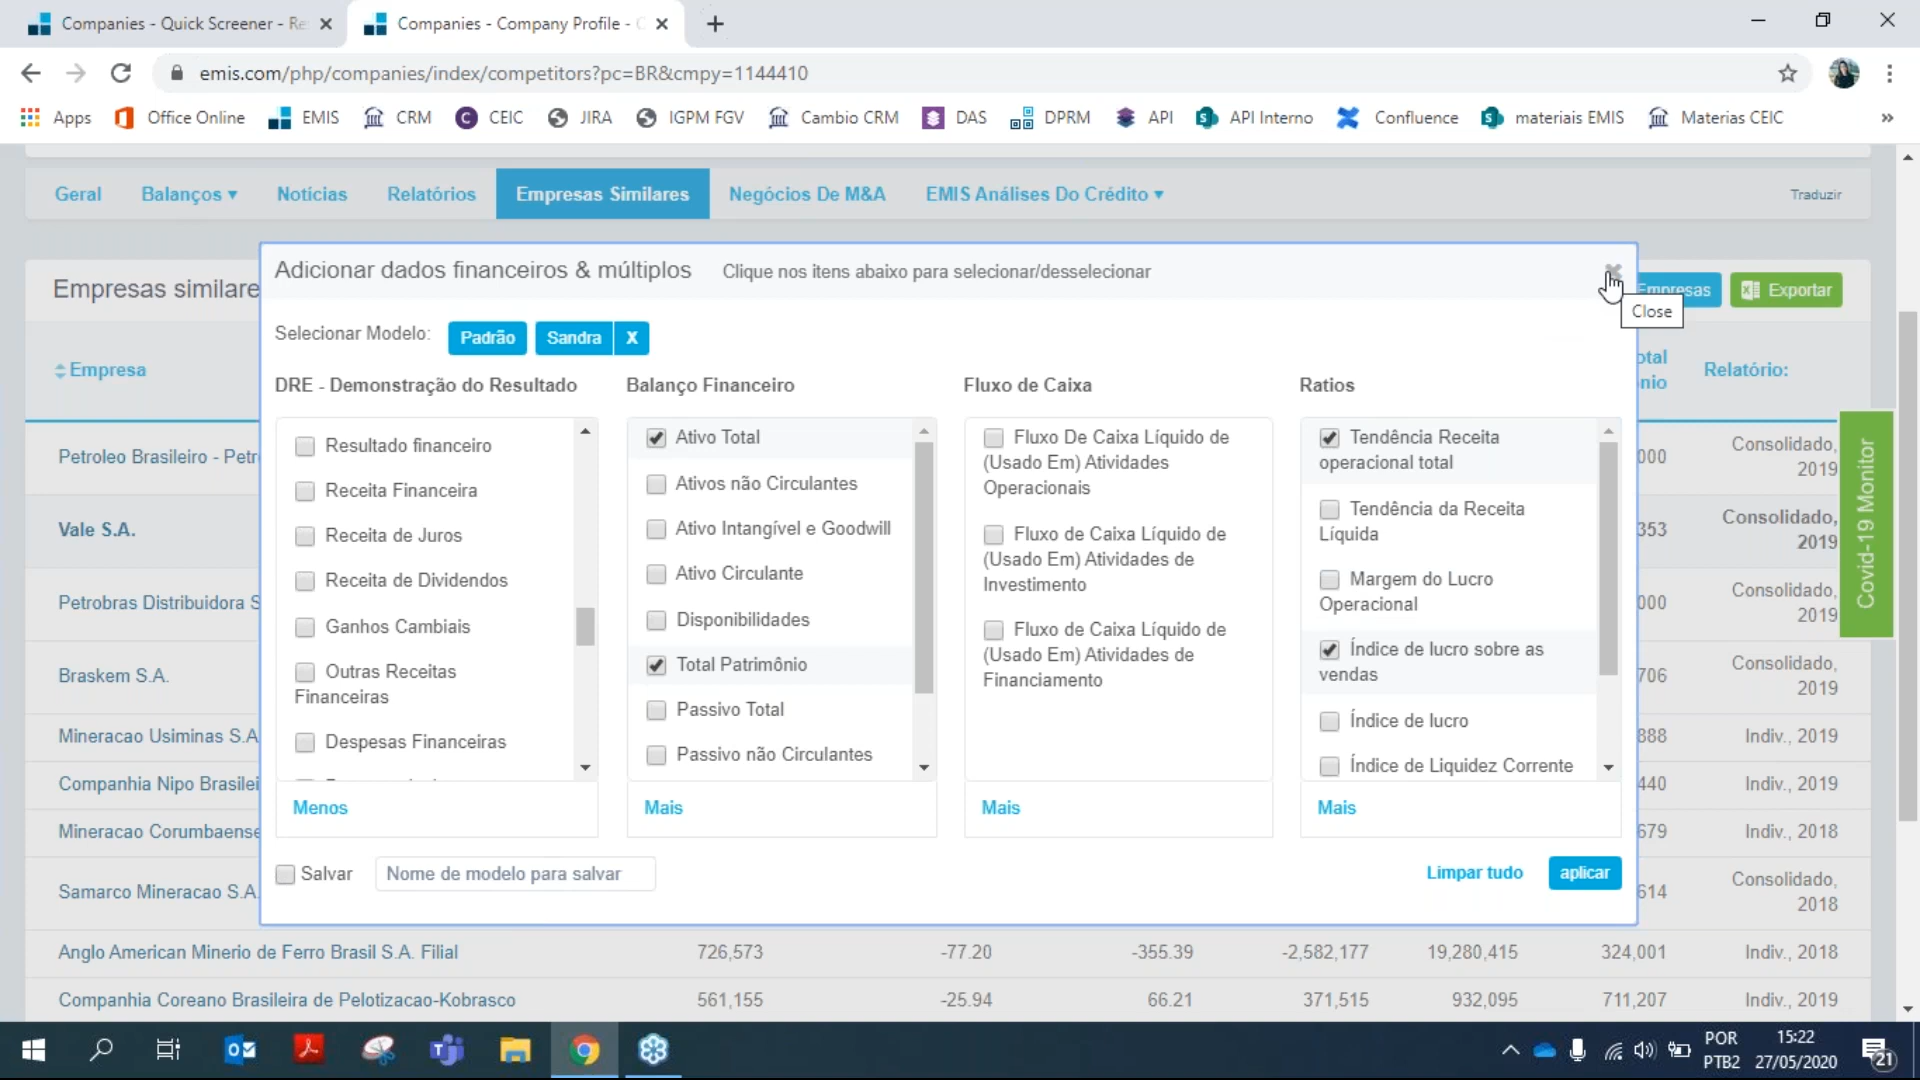 Companies - Quick Screener - Re
Companies - Company Profile - C
emis.com/php/companies/index/competitors?pc=BR&cmpy=1144410
Apps
Office Online
EMIS
CRM
CEIC
JIRA
IGPM FGV
Cambio CRM
DAS
DPRM
API
API Interno
Confluence
materiais EMIS
Materias CEIC
»
Geral
Balanços ▾
Notícias
Relatórios
Empresas Similares
Negócios De M&A
EMIS Análises Do Crédito ▾
Traduzir
Adicionar dados financeiros & múltiplos
Clique nos itens abaixo para selecionar/desselecionar
Close
Empresas similare
Empresas
Exportar
Selecionar Modelo:
Padrão
Sandra
X
Empresa
otal
nio
Relatório:
DRE - Demonstração do Resultado
Resultado financeiro
Receita Financeira
Receita de Juros
Receita de Dividendos
Ganhos Cambiais
Outras Receitas
Financeiras
Despesas Financeiras
Menos
Balanço Financeiro
Ativo Total
Ativos não Circulantes
Ativo Intangível e Goodwill
Ativo Circulante
Disponibilidades
Total Patrimônio
Passivo Total
Passivo não Circulantes
Mais
Fluxo de Caixa
Fluxo De Caixa Líquido de
(Usado Em) Atividades
Operacionais
Fluxo de Caixa Líquido de
(Usado Em) Atividades de
Investimento
Fluxo de Caixa Líquido de
(Usado Em) Atividades de
Financiamento
Mais
Ratios
Tendência Receita
operacional total
Tendência da Receita
Líquida
Margem do Lucro
Operacional
Índice de lucro sobre as
vendas
Índice de lucro
Índice de Liquidez Corrente
Mais
Salvar
Nome de modelo para salvar
Limpar tudo
aplicar
Petroleo Brasileiro - Petr
000
Consolidado,
2019
Vale S.A.
353
Consolidado,
2019
Petrobras Distribuidora S
000
Consolidado,
2019
Braskem S.A.
706
Consolidado,
2019
Mineracao Usiminas S.A
888
Indiv., 2019
Companhia Nipo Brasilei
440
Indiv., 2019
Mineracao Corumbaense
679
Indiv., 2018
Samarco Mineracao S.A.
614
Consolidado,
2018
Anglo American Minerio de Ferro Brasil S.A. Filial
726,573
-77.20
-355.39
-2,582,177
19,280,415
324,001
Indiv., 2018
Companhia Coreano Brasileira de Pelotizacao-Kobrasco
561,155
-25.94
66.21
371,515
932,095
711,207
Indiv., 2019
Covid-19 Monitor
POR
PTB2
15:22
27/05/2020
21